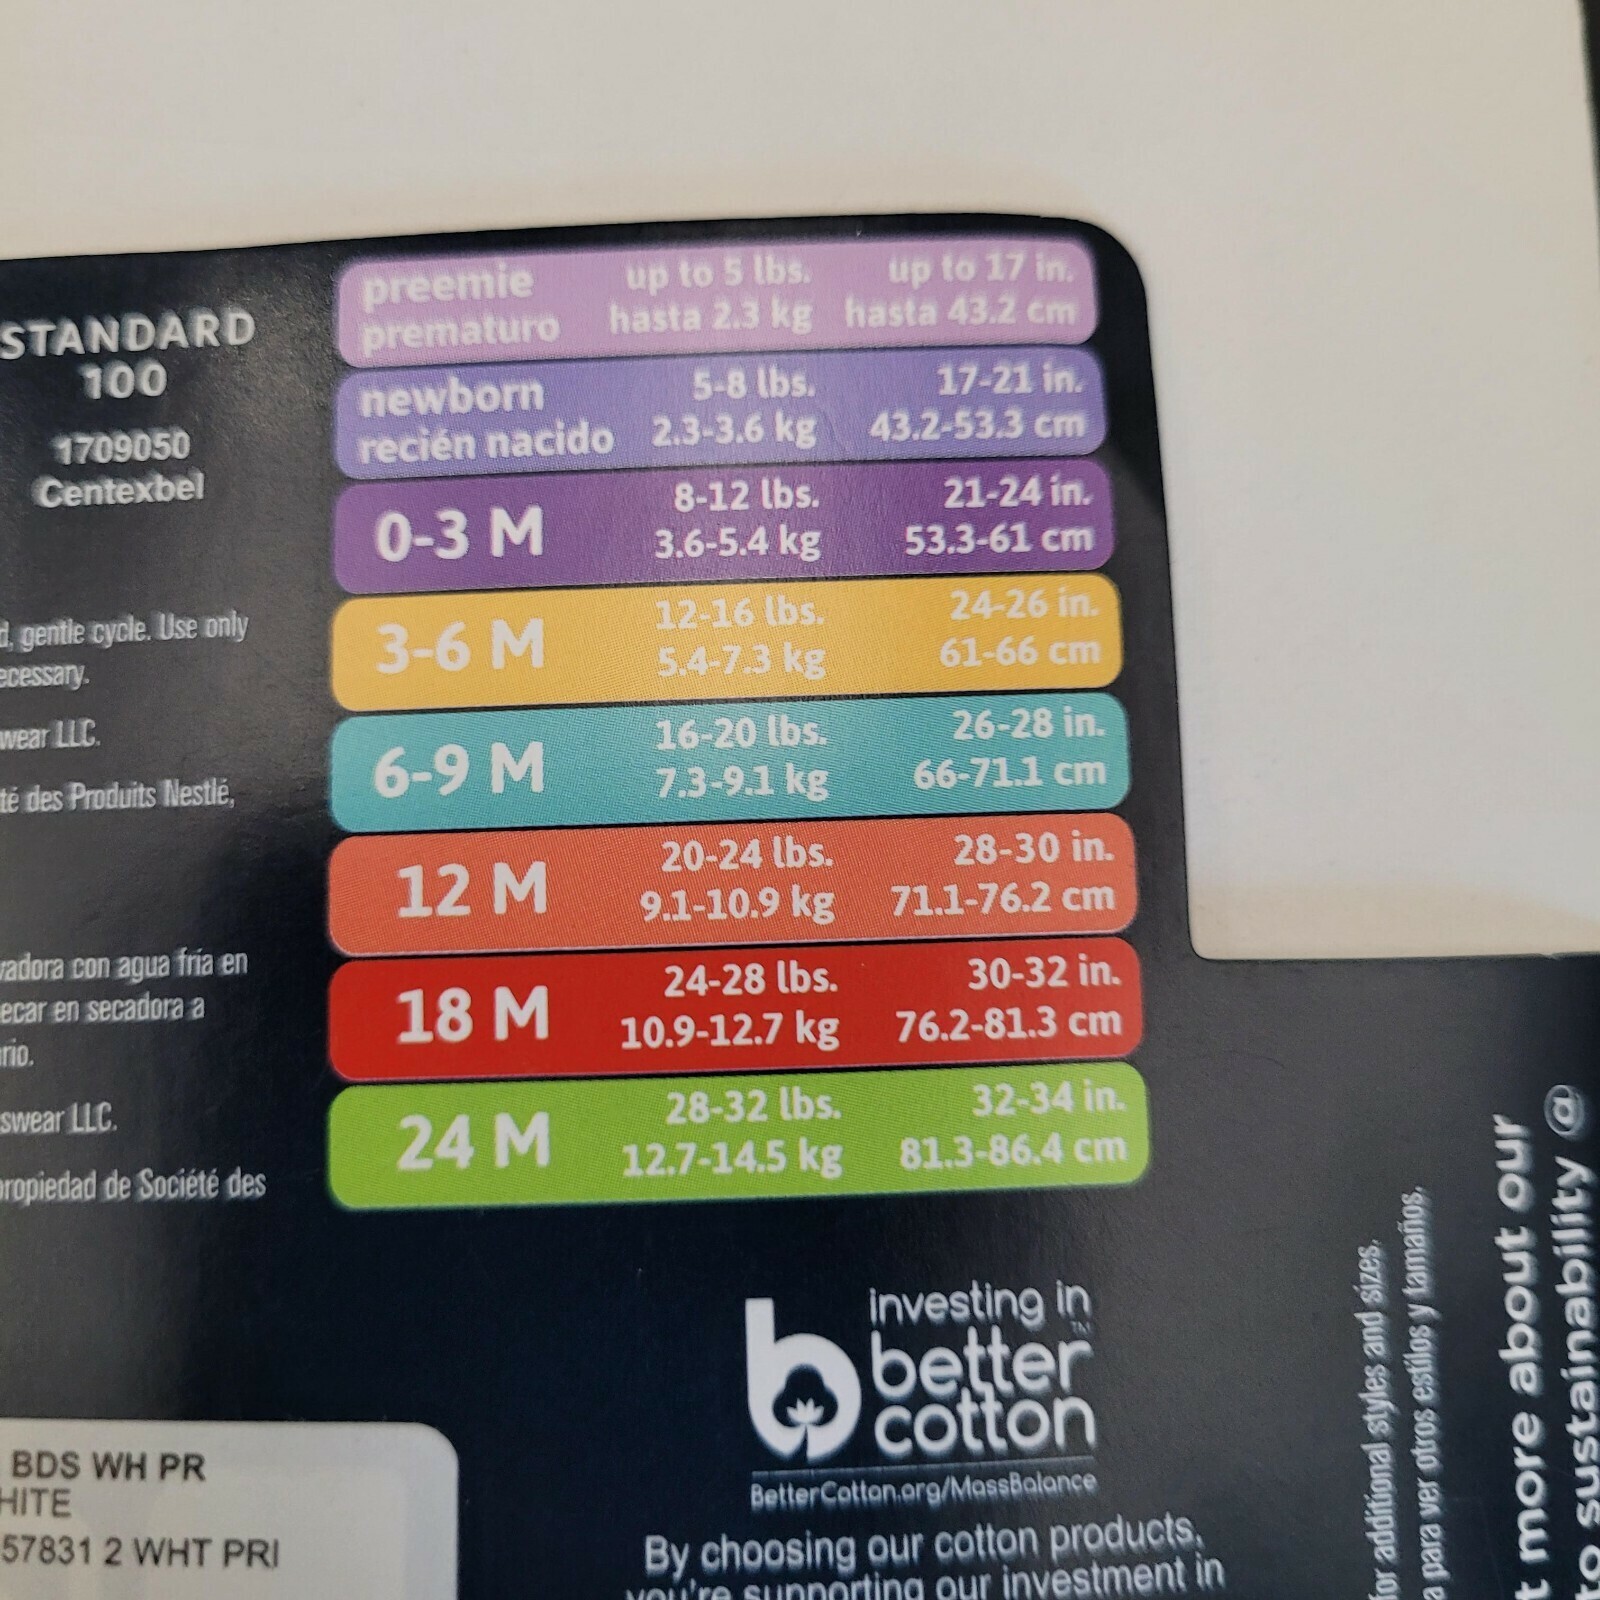 STANDARD
100
1709050
Centexbel
d, gentle cycle. Use only
ecessary.
wear LLC.
té des Produits Nestlé,
vadora con agua fría en
ecar en secadora a
rio.
swear LLC.
propiedad de Société des
preemie up to 5 lbs. up to 17 in.
prematuro hasta 2.3 kg hasta 43.2 cm
newborn 5-8 lbs. 17-21 in.
recién nacido 2.3-3.6 kg 43.2-53.3 cm
0-3 M 8-12 lbs. 21-24 in.
3.6-5.4 kg 53.3-61 cm
3-6 M 12-16 lbs. 24-26 in.
5.4-7.3 kg 61-66 cm
6-9 M 16-20 lbs. 26-28 in.
7.3-9.1 kg 66-71.1 cm
12 M 20-24 lbs. 28-30 in.
9.1-10.9 kg 71.1-76.2 cm
18 M 24-28 lbs. 30-32 in.
10.9-12.7 kg 76.2-81.3 cm
24 M 28-32 lbs. 32-34 in.
12.7-14.5 kg 81.3-86.4 cm
investing in
better
cotton™
BetterCotton.org/MassBalance
By choosing our cotton products,
you're supporting our investment in
BDS WH PR
HITE
57831 2 WHT PRI
for additional styles and sizes.
a para ver otros estilos y tamaños.
t more about our
to sustainability @